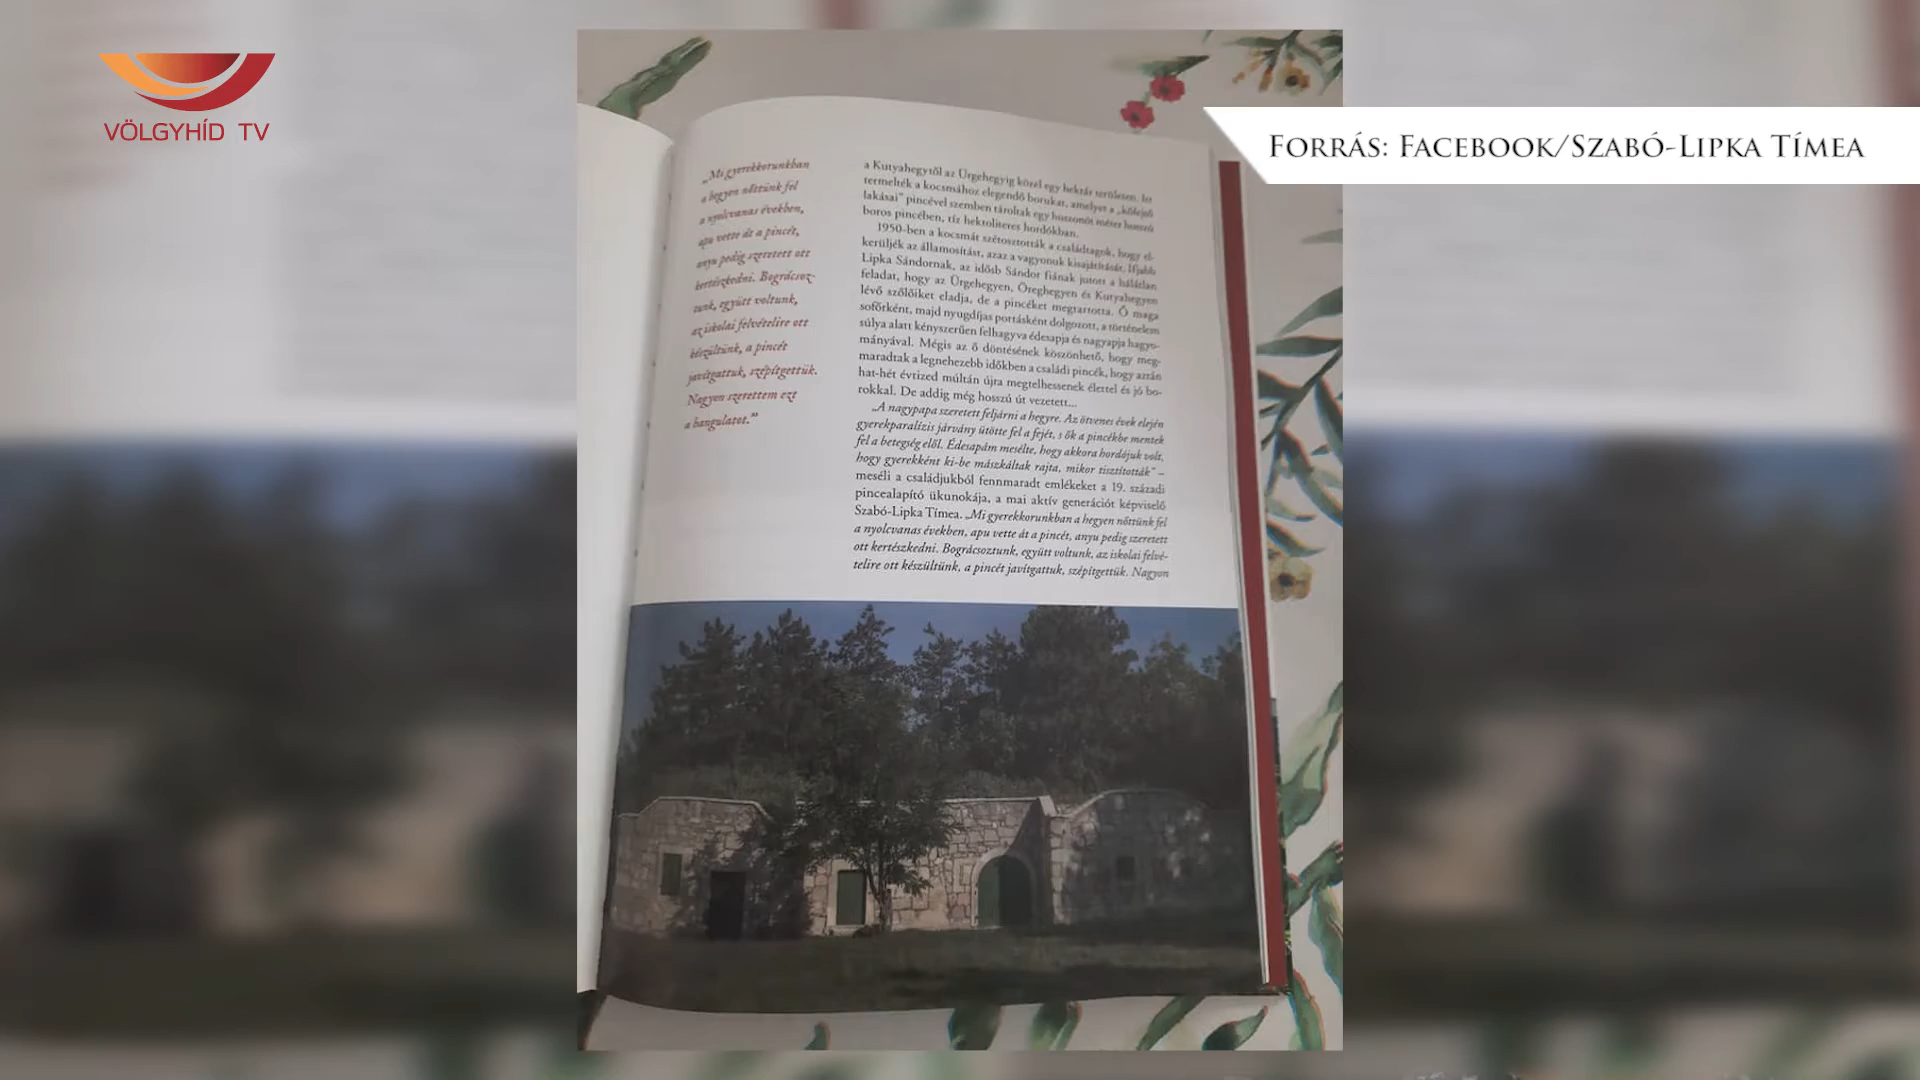 VÖLGYHÍD TV
FORRÁS: FACEBOOK/SZABÓ-LIPKA TÍMEA
„Mi gyerekkorunkban
a hegyen nőttünk fel
a nyolcvanas években,
apu vette át a pincét,
anyu pedig szeretett ott
kertészkedni. Bográcsoz-
tunk, együtt voltunk,
az iskolai felvételire ott
készültünk, a pincét
javítgattuk, szépítgettük.
Nagyon szerettem ezt
a hangulatot.”
a Kutyahegytől az Ürgehegyig közel egy hektár területen. Itt
termelték a kocsmához elegendő borukat, amelyet a „kőfejtő
lakásai” pincével szemben tároltak egy huszonöt méter hosszú
boros pincében, tíz hektoliteres hordókban.
1950-ben a kocsmát szétosztották a családtagok, hogy el-
kerüljék az államosítást, azaz a vagyonuk kisajátítását. Ifjabb
Lipka Sándornak, az idősb Sándor fiának jutott a hálátlan
feladat, hogy az Ürgehegyen, Öreghegyen és Kutyahegyen
lévő szőlőiket eladja, de a pincéket megtartotta. Ő maga
sofőrként, majd nyugdíjas portásként dolgozott, a történelem
súlya alatt kényszerűen felhagyva édesapja és nagyapja hagyo-
mányával. Mégis az ő döntésének köszönhető, hogy meg-
maradtak a legnehezebb időkben a családi pincék, hogy aztán
hat-hét évtized múltán újra megtelhessenek élettel és jó bo-
rokkal. De addig még hosszú út vezetett...
„A nagypapa szeretett feljárni a hegyre. Az ötvenes évek elején
gyerekparalízis járvány ütötte fel a fejét, s ők a pincékbe mentek
fel a betegség elől. Édesapám mesélte, hogy akkora hordójuk volt,
hogy gyerekként ki-be mászkáltak rajta, mikor tisztították” –
meséli a családjukból fennmaradt emlékeket a 19. századi
pincealapító ükunokája, a mai aktív generációt képviselő
Szabó-Lipka Tímea. „Mi gyerekkorunkban a hegyen nőttünk fel
a nyolcvanas években, apu vette át a pincét, anyu pedig szeretett
ott kertészkedni. Bográcsoztunk, együtt voltunk, az iskolai felvé-
telire ott készültünk, a pincét javítgattuk, szépítgettük. Nagyon